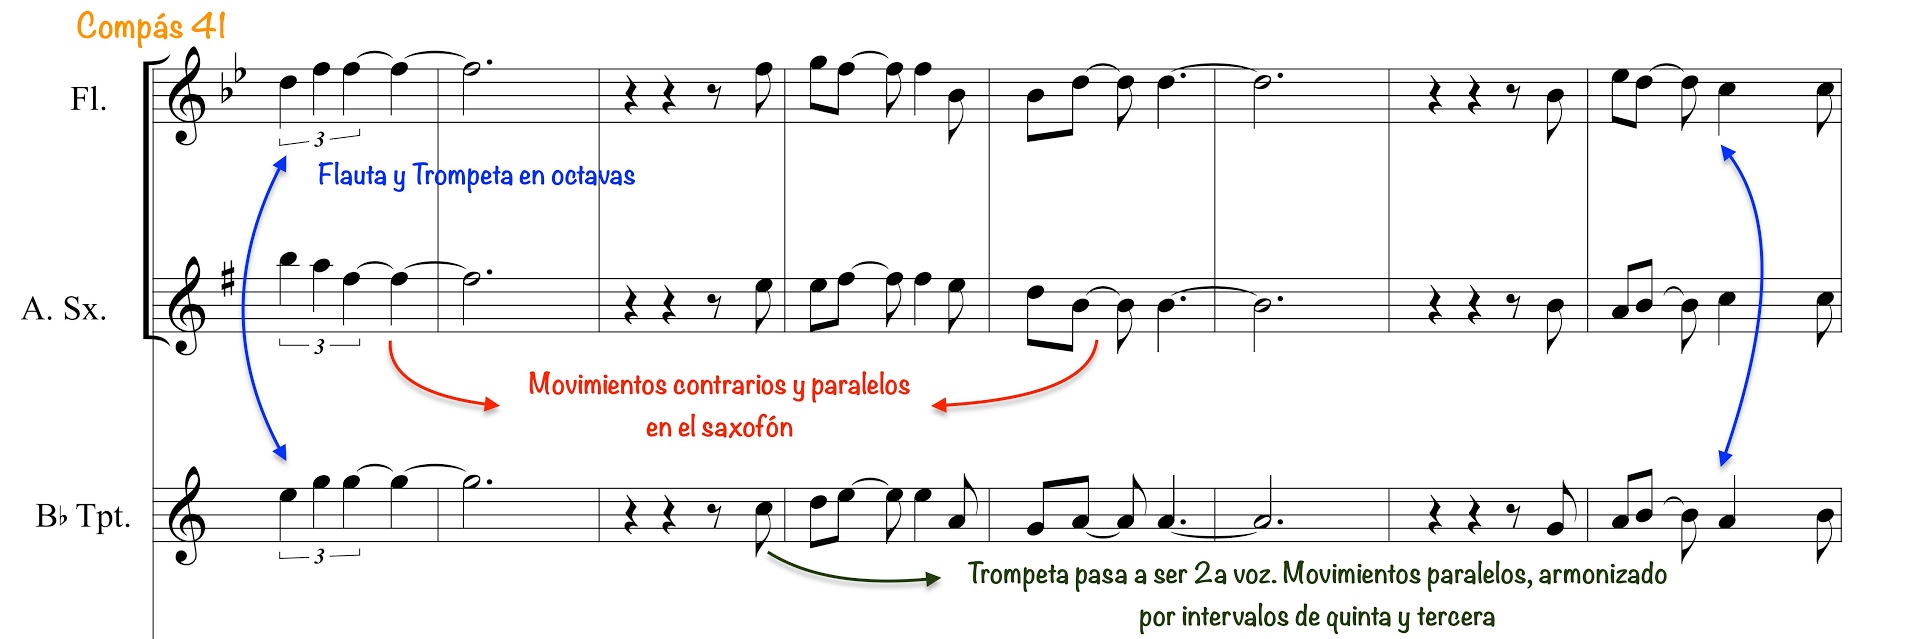 Compás 41
Fl.
3
Flauta y Trompeta en octavas
A. Sx.
3
Movimientos contrarios y paralelos
en el saxofón
B♭ Tpt.
3
Trompeta pasa a ser 2a voz. Movimientos paralelos, armonizado
por intervalos de quinta y tercera